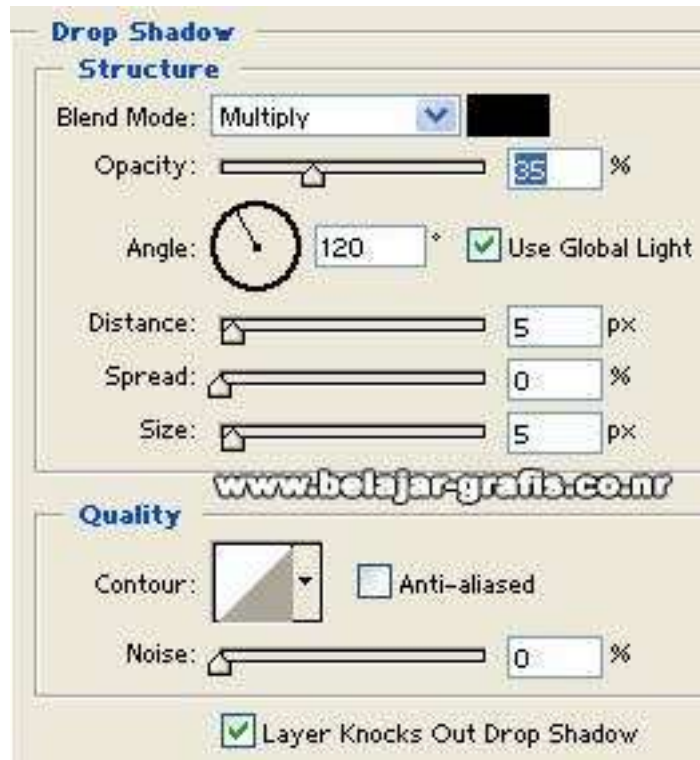 Drop Shadow
Structure
Blend Mode: Multiply
Opacity: 35 %
Angle: 120 ° Use Global Light
Distance: 5 px
Spread: 0 %
Size: 5 px
www.belajar-grafis.co.nr
Quality
Contour: Anti-aliased
Noise: 0 %
Layer Knocks Out Drop Shadow